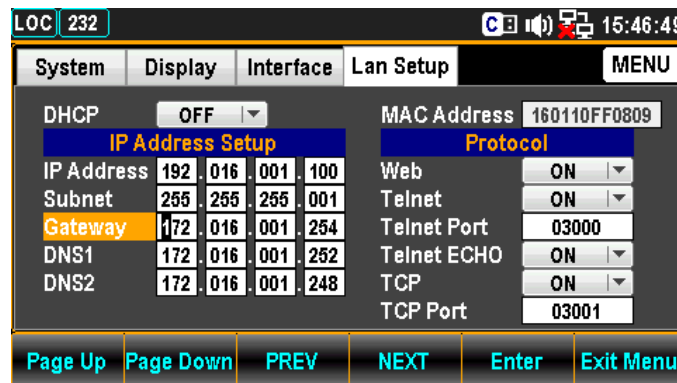 LOC 232 C 15:46:49
System Display Interface Lan Setup MENU
DHCP OFF MAC Address 160110FF0809
IP Address Setup Protocol
IP Address 192.016.001.100 Web ON
Subnet 255.255.255.001 Telnet ON
Gateway 172.016.001.254 Telnet Port 03000
DNS1 172.016.001.252 Telnet ECHO ON
DNS2 172.016.001.248 TCP ON
TCP Port 03001
Page Up Page Down PREV NEXT Enter Exit Menu